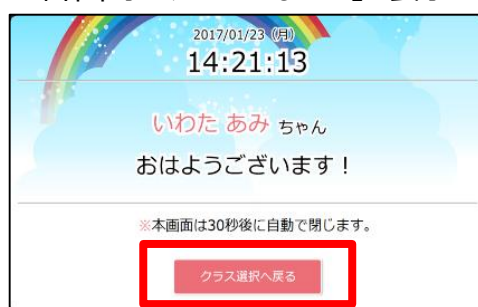 2017/01/23 (月)
14:21:13
いわた あみ ちゃん
おはようございます！
※本画面は30秒後に自動で閉じます。
クラス選択へ戻る